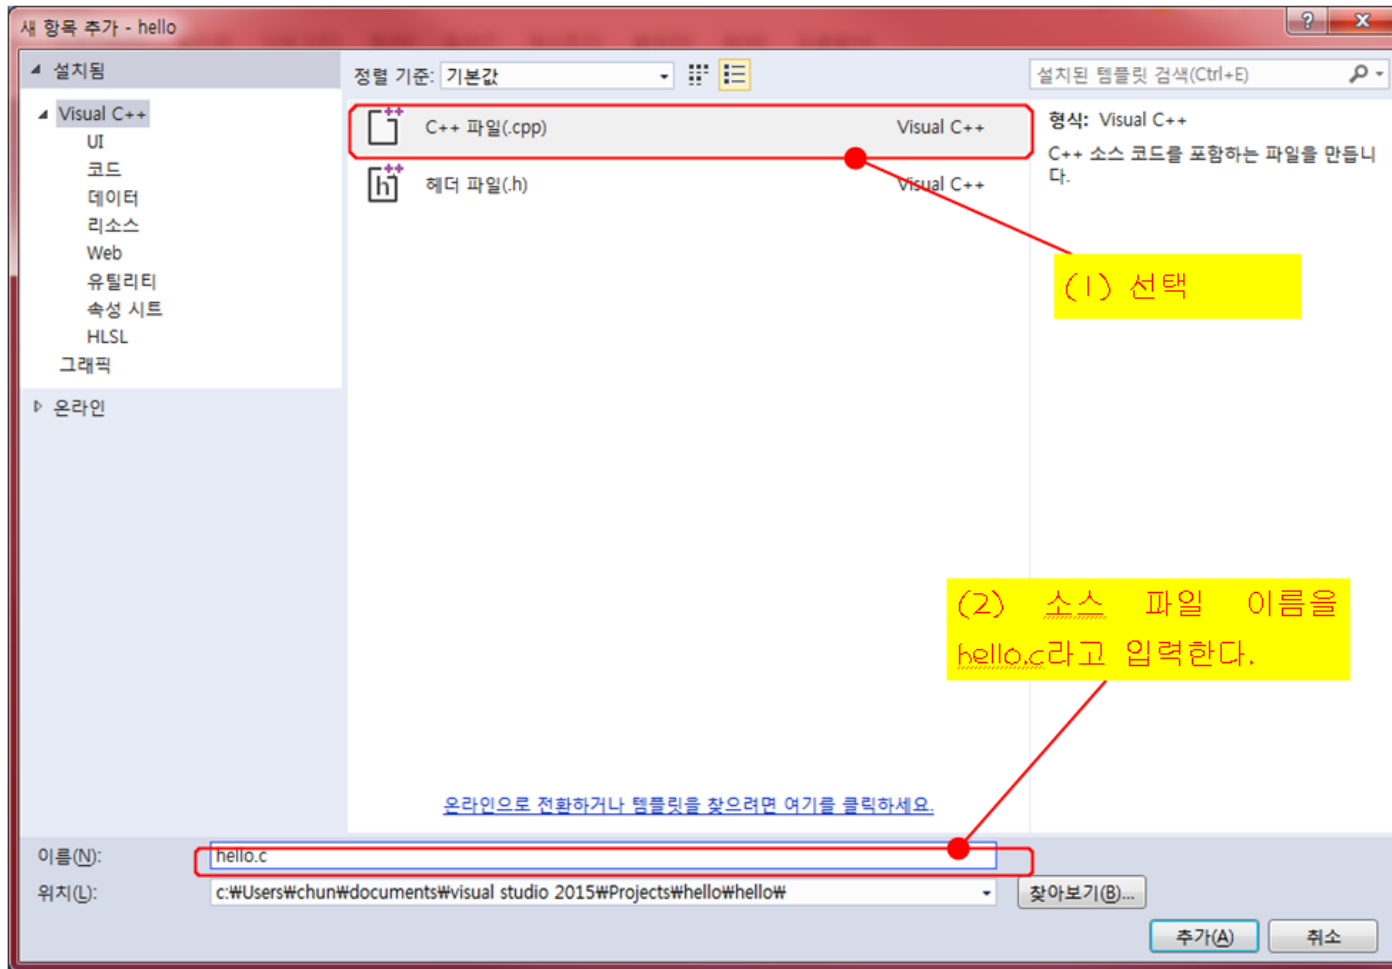 새 항목 추가 - hello
설치됨
정렬 기준: 기본값
설치된 템플릿 검색(Ctrl+E)
Visual C++
UI
코드
데이터
리소스
Web
유틸리티
속성 시트
HLSL
그래픽
온라인
C++ 파일(.cpp) Visual C++
헤더 파일(.h) Visual C++
형식: Visual C++
C++ 소스 코드를 포함하는 파일을 만듭니
다.
(1) 선택
(2) 소스 파일 이름을
hello.c라고 입력한다.
온라인으로 전환하거나 템플릿을 찾으려면 여기를 클릭하세요.
이름(N): hello.c
위치(L): c:₩Users₩chun₩documents₩visual studio 2015₩Projects₩hello₩hello₩ 찾아보기(B)...
추가(A) 취소